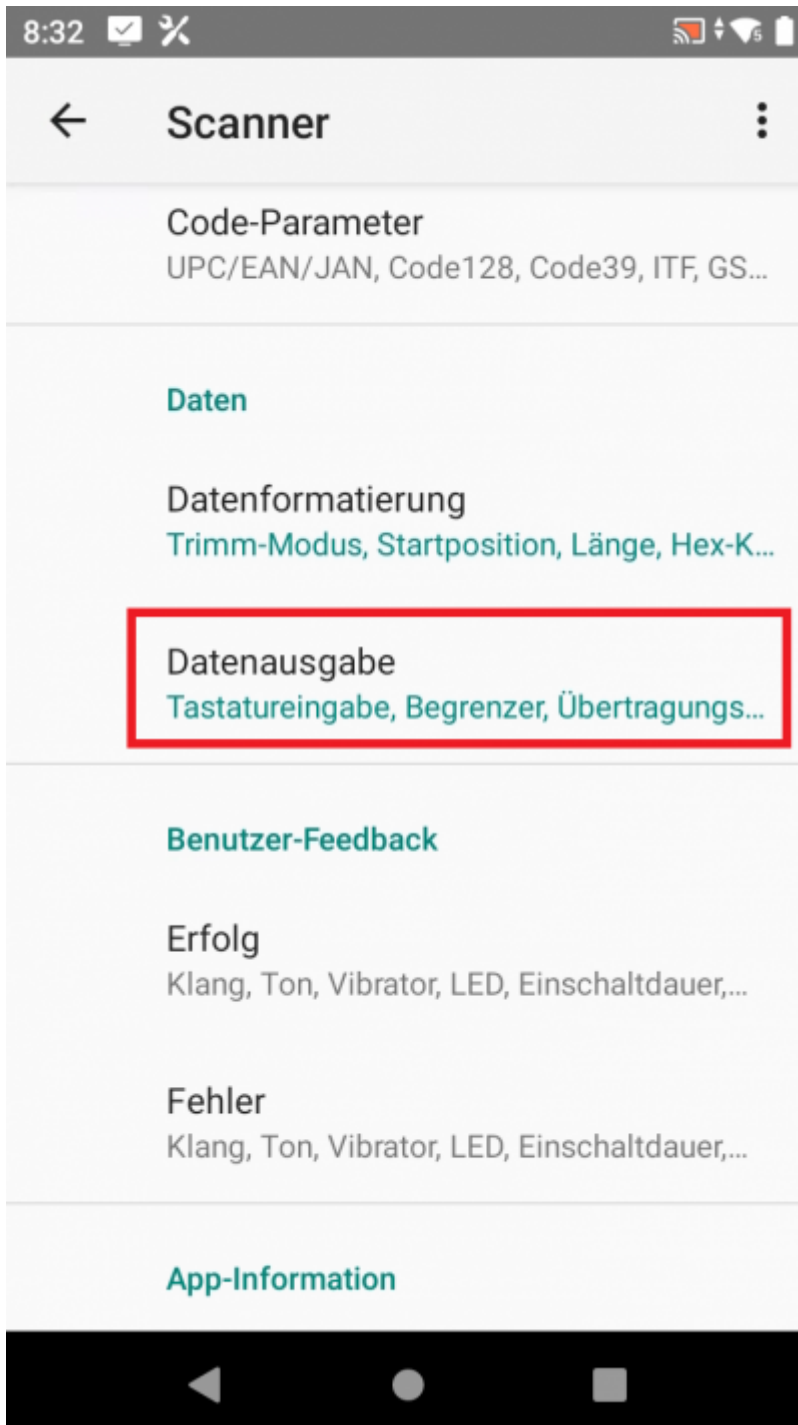 8:32
5
Scanner
Code-Parameter
UPC/EAN/JAN, Code128, Code39, ITF, GS...
Daten
Datenformatierung
Trimm-Modus, Startposition, Länge, Hex-K...
Datenausgabe
Tastatureingabe, Begrenzer, Übertragungs...
Benutzer-Feedback
Erfolg
Klang, Ton, Vibrator, LED, Einschaltdauer,...
Fehler
Klang, Ton, Vibrator, LED, Einschaltdauer,...
App-Information